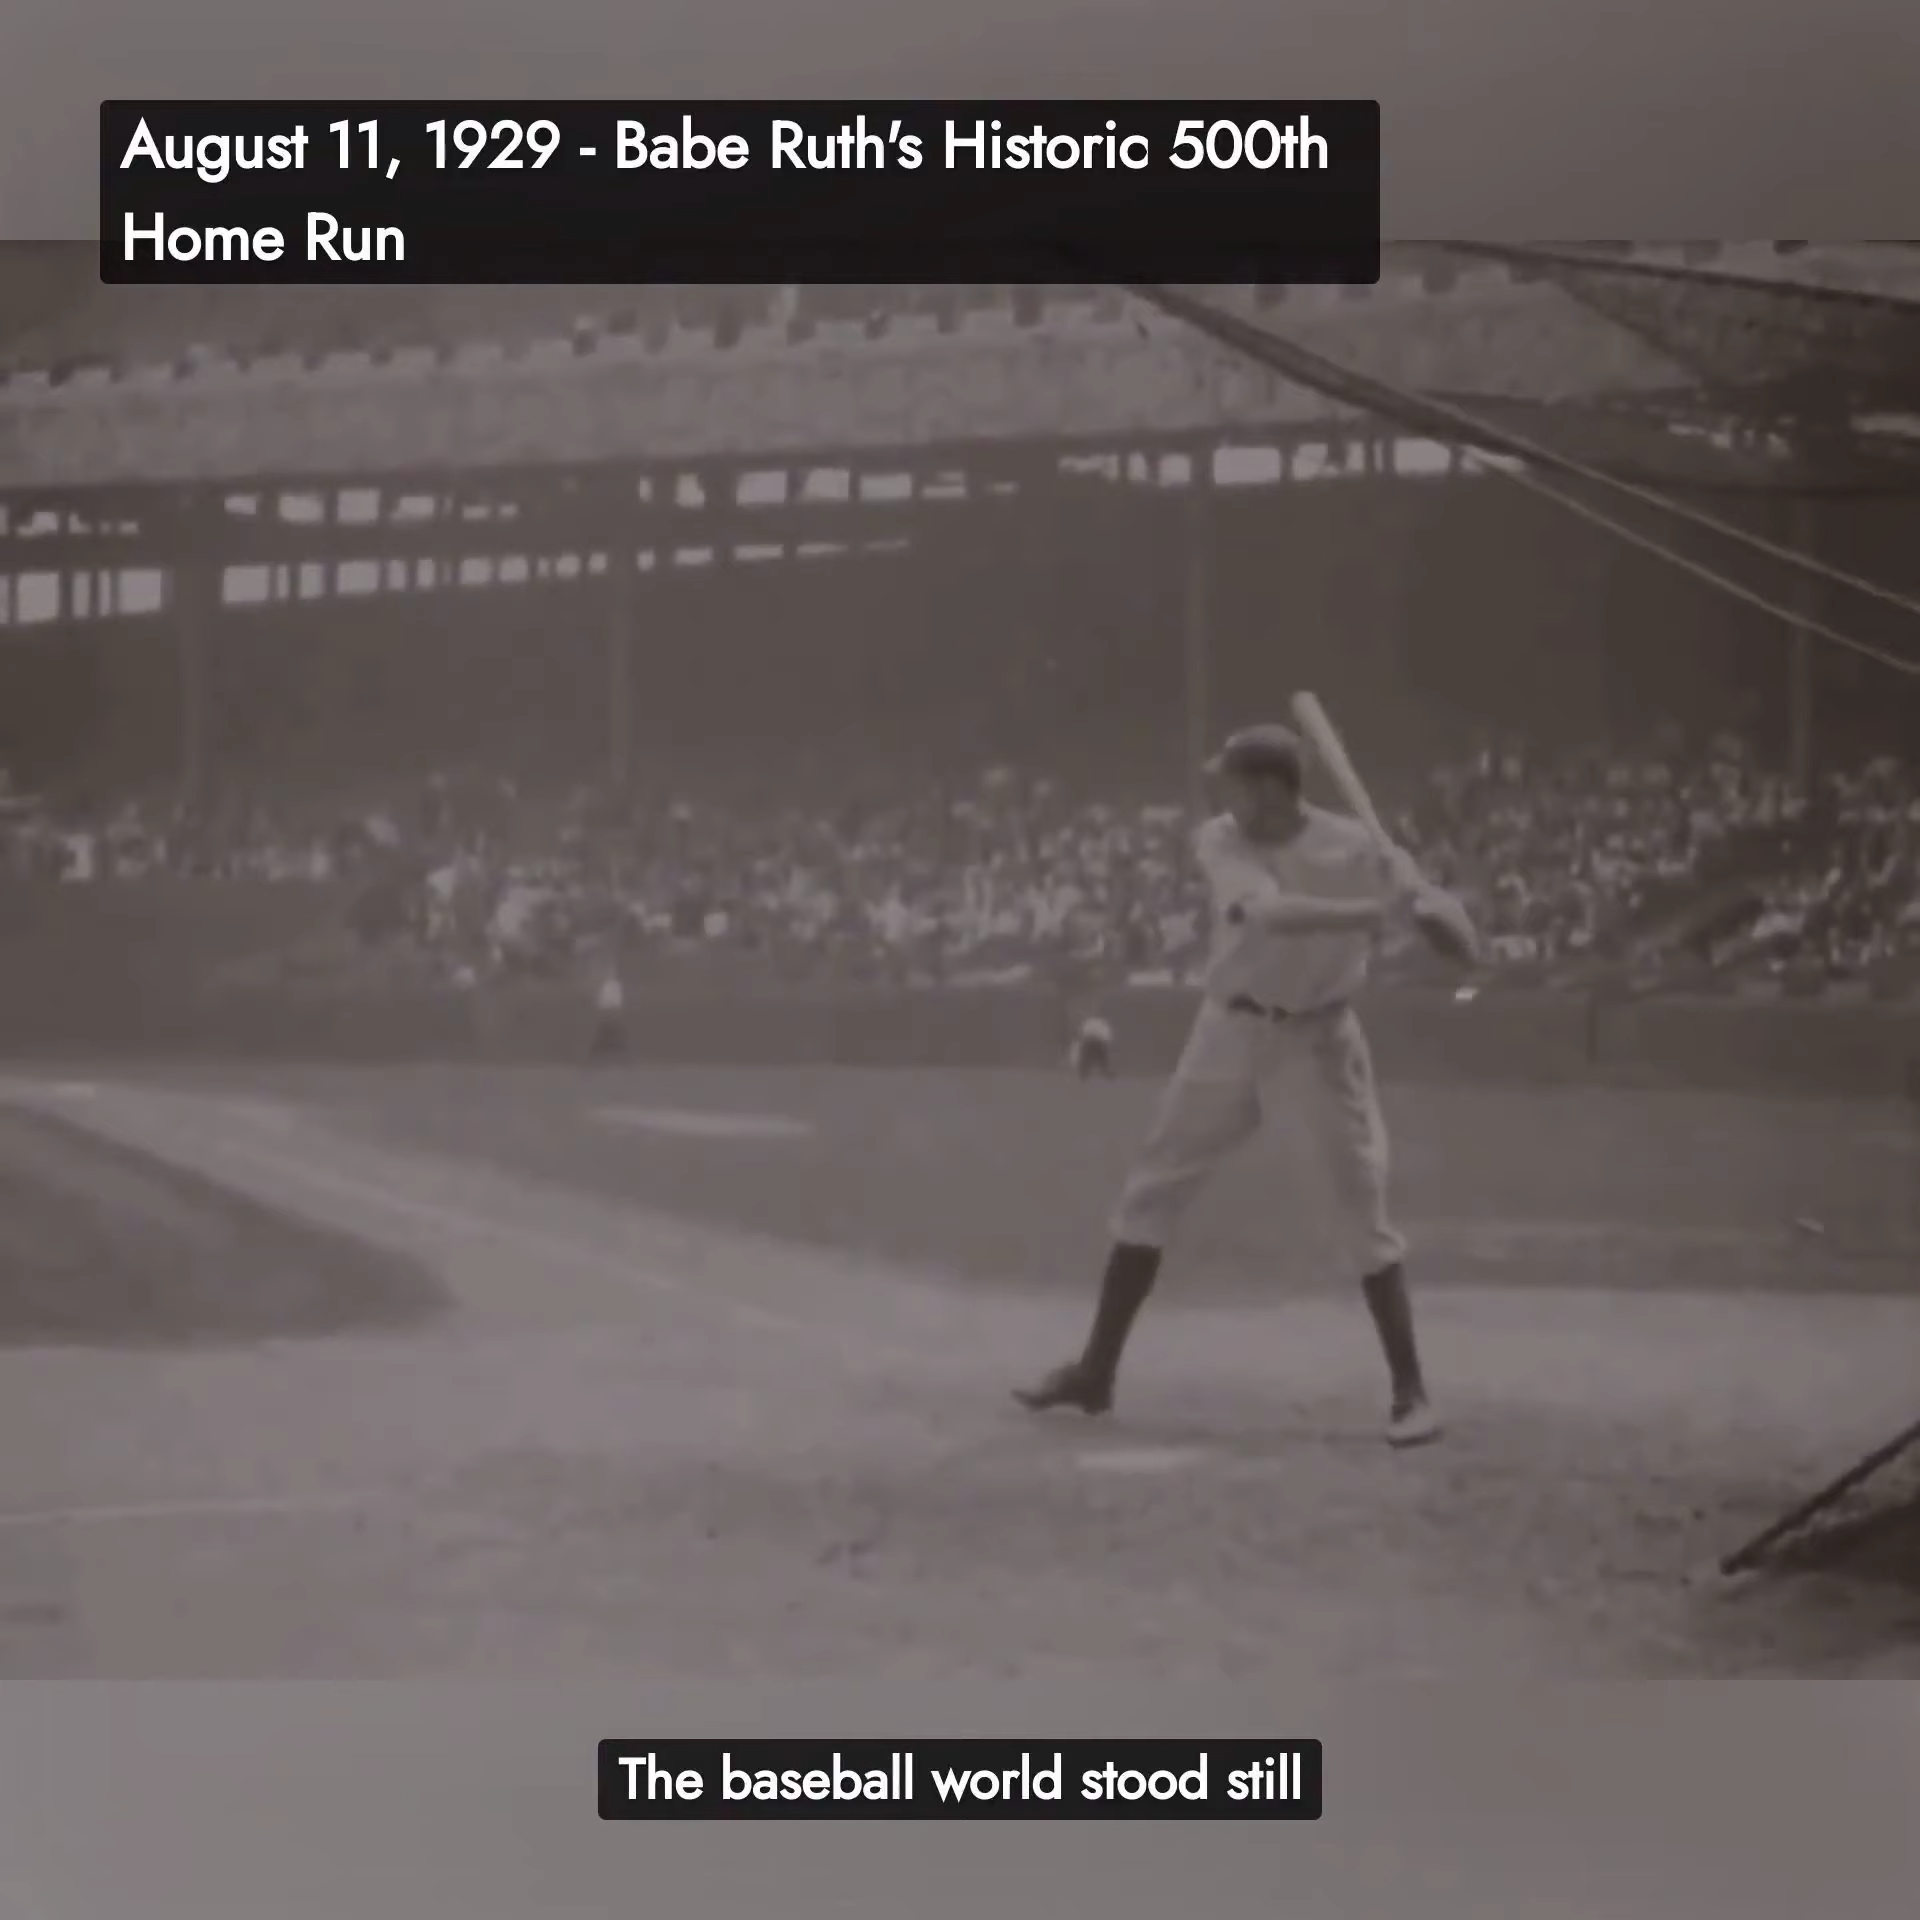 August 11, 1929 - Babe Ruth's Historic 500th
Home Run
The baseball world stood still